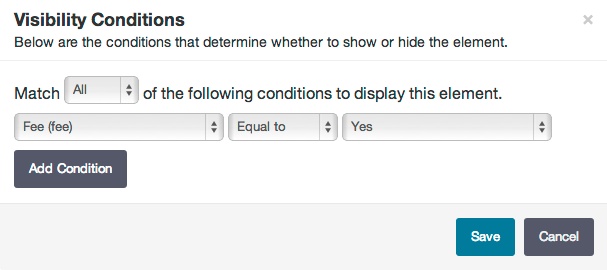 Visibility Conditions
×
Below are the conditions that determine whether to show or hide the element.
Match All of the following conditions to display this element.
Fee (fee) Equal to Yes
Add Condition
Save Cancel